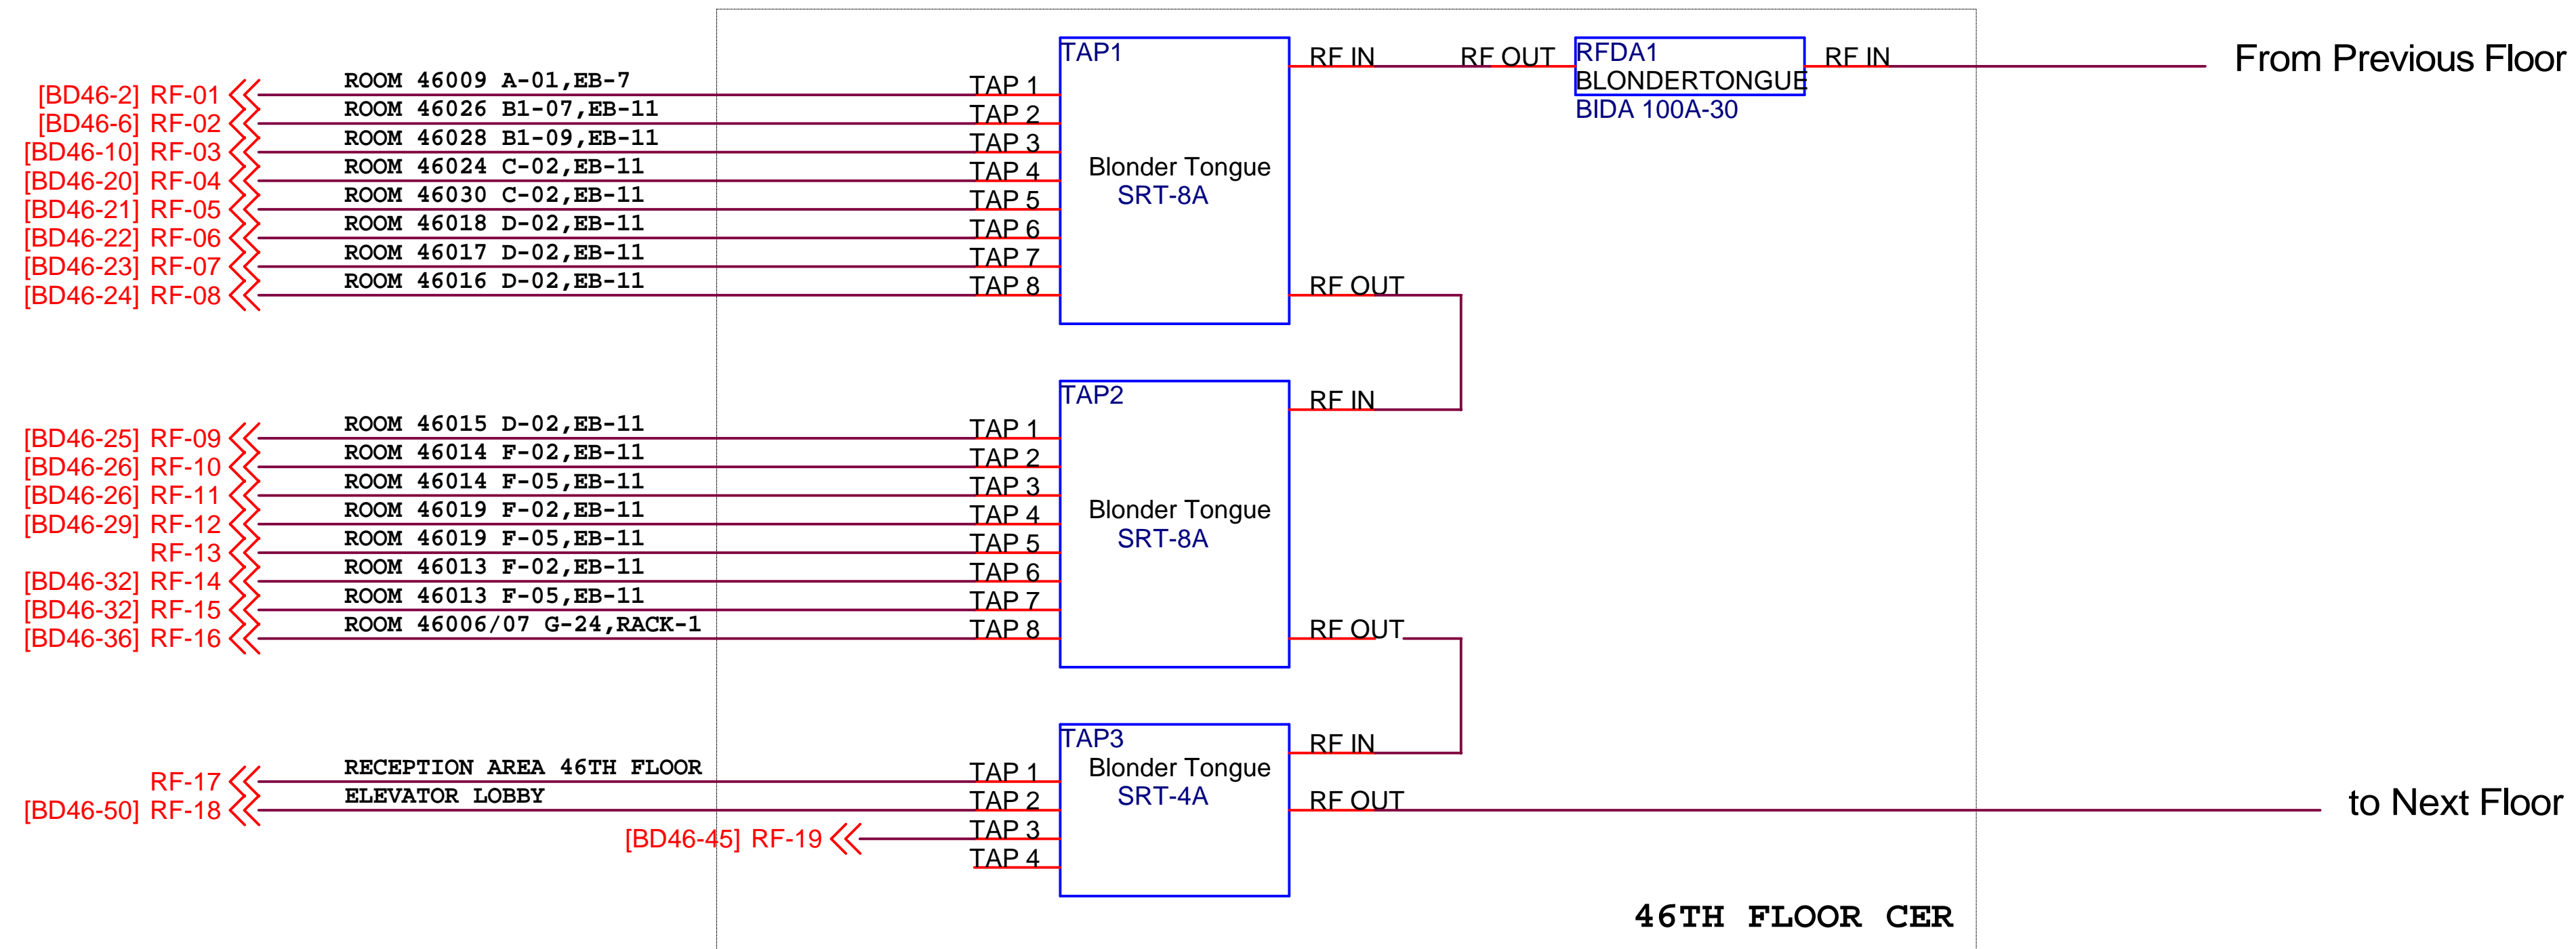 TAP1 RF IN RF OUT RFDA1 RF IN From Previous Floor
BLONDERTONGUE
BIDA 100A-30
[BD46-2] RF-01 ROOM 46009 A-01,EB-7 TAP 1
[BD46-6] RF-02 ROOM 46026 B1-07,EB-11 TAP 2
[BD46-10] RF-03 ROOM 46028 B1-09,EB-11 TAP 3
[BD46-20] RF-04 ROOM 46024 C-02,EB-11 TAP 4 Blonder Tongue
[BD46-21] RF-05 ROOM 46030 C-02,EB-11 TAP 5 SRT-8A
[BD46-22] RF-06 ROOM 46018 D-02,EB-11 TAP 6
[BD46-23] RF-07 ROOM 46017 D-02,EB-11 TAP 7
[BD46-24] RF-08 ROOM 46016 D-02,EB-11 TAP 8 RF OUT
TAP2 RF IN
[BD46-25] RF-09 ROOM 46015 D-02,EB-11 TAP 1
[BD46-26] RF-10 ROOM 46014 F-02,EB-11 TAP 2
[BD46-26] RF-11 ROOM 46014 F-05,EB-11 TAP 3
[BD46-29] RF-12 ROOM 46019 F-02,EB-11 TAP 4 Blonder Tongue
RF-13 ROOM 46019 F-05,EB-11 TAP 5 SRT-8A
[BD46-32] RF-14 ROOM 46013 F-02,EB-11 TAP 6
[BD46-32] RF-15 ROOM 46013 F-05,EB-11 TAP 7
[BD46-36] RF-16 ROOM 46006/07 G-24,RACK-1 TAP 8 RF OUT
TAP3 RF IN
RF-17 RECEPTION AREA 46TH FLOOR TAP 1 Blonder Tongue
[BD46-50] RF-18 ELEVATOR LOBBY TAP 2 SRT-4A RF OUT to Next Floor
[BD46-45] RF-19 TAP 3
TAP 4
46TH FLOOR CER